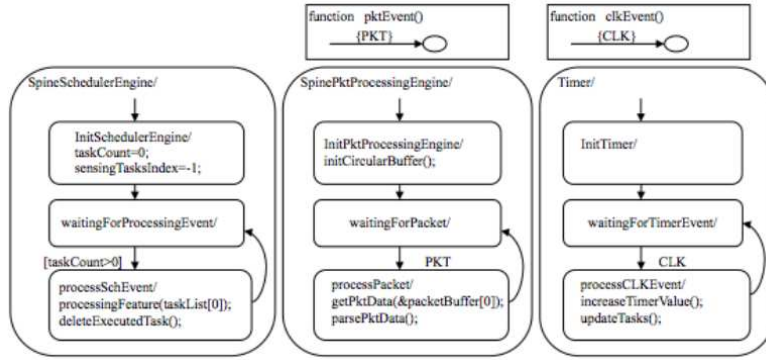 function pktEvent()
{PKT}
function clkEvent()
{CLK}
SpineSchedulerEngine/
InitSchedulerEngine/
taskCount=0;
sensingTasksIndex=-1;
waitingForProcessingEvent/
[taskCount>0]
processSchEvent/
processingFeature(taskList[0]);
deleteExecutedTask();
SpinePktProcessingEngine/
InitPktProcessingEngine/
initCircularBuffer();
waitingForPacket/
PKT
processPacket/
getPktData(&packetBuffer[0]);
parsePktData();
Timer/
InitTimer/
waitingForTimerEvent/
CLK
processCLKEvent/
increaseTimerValue();
updateTasks();